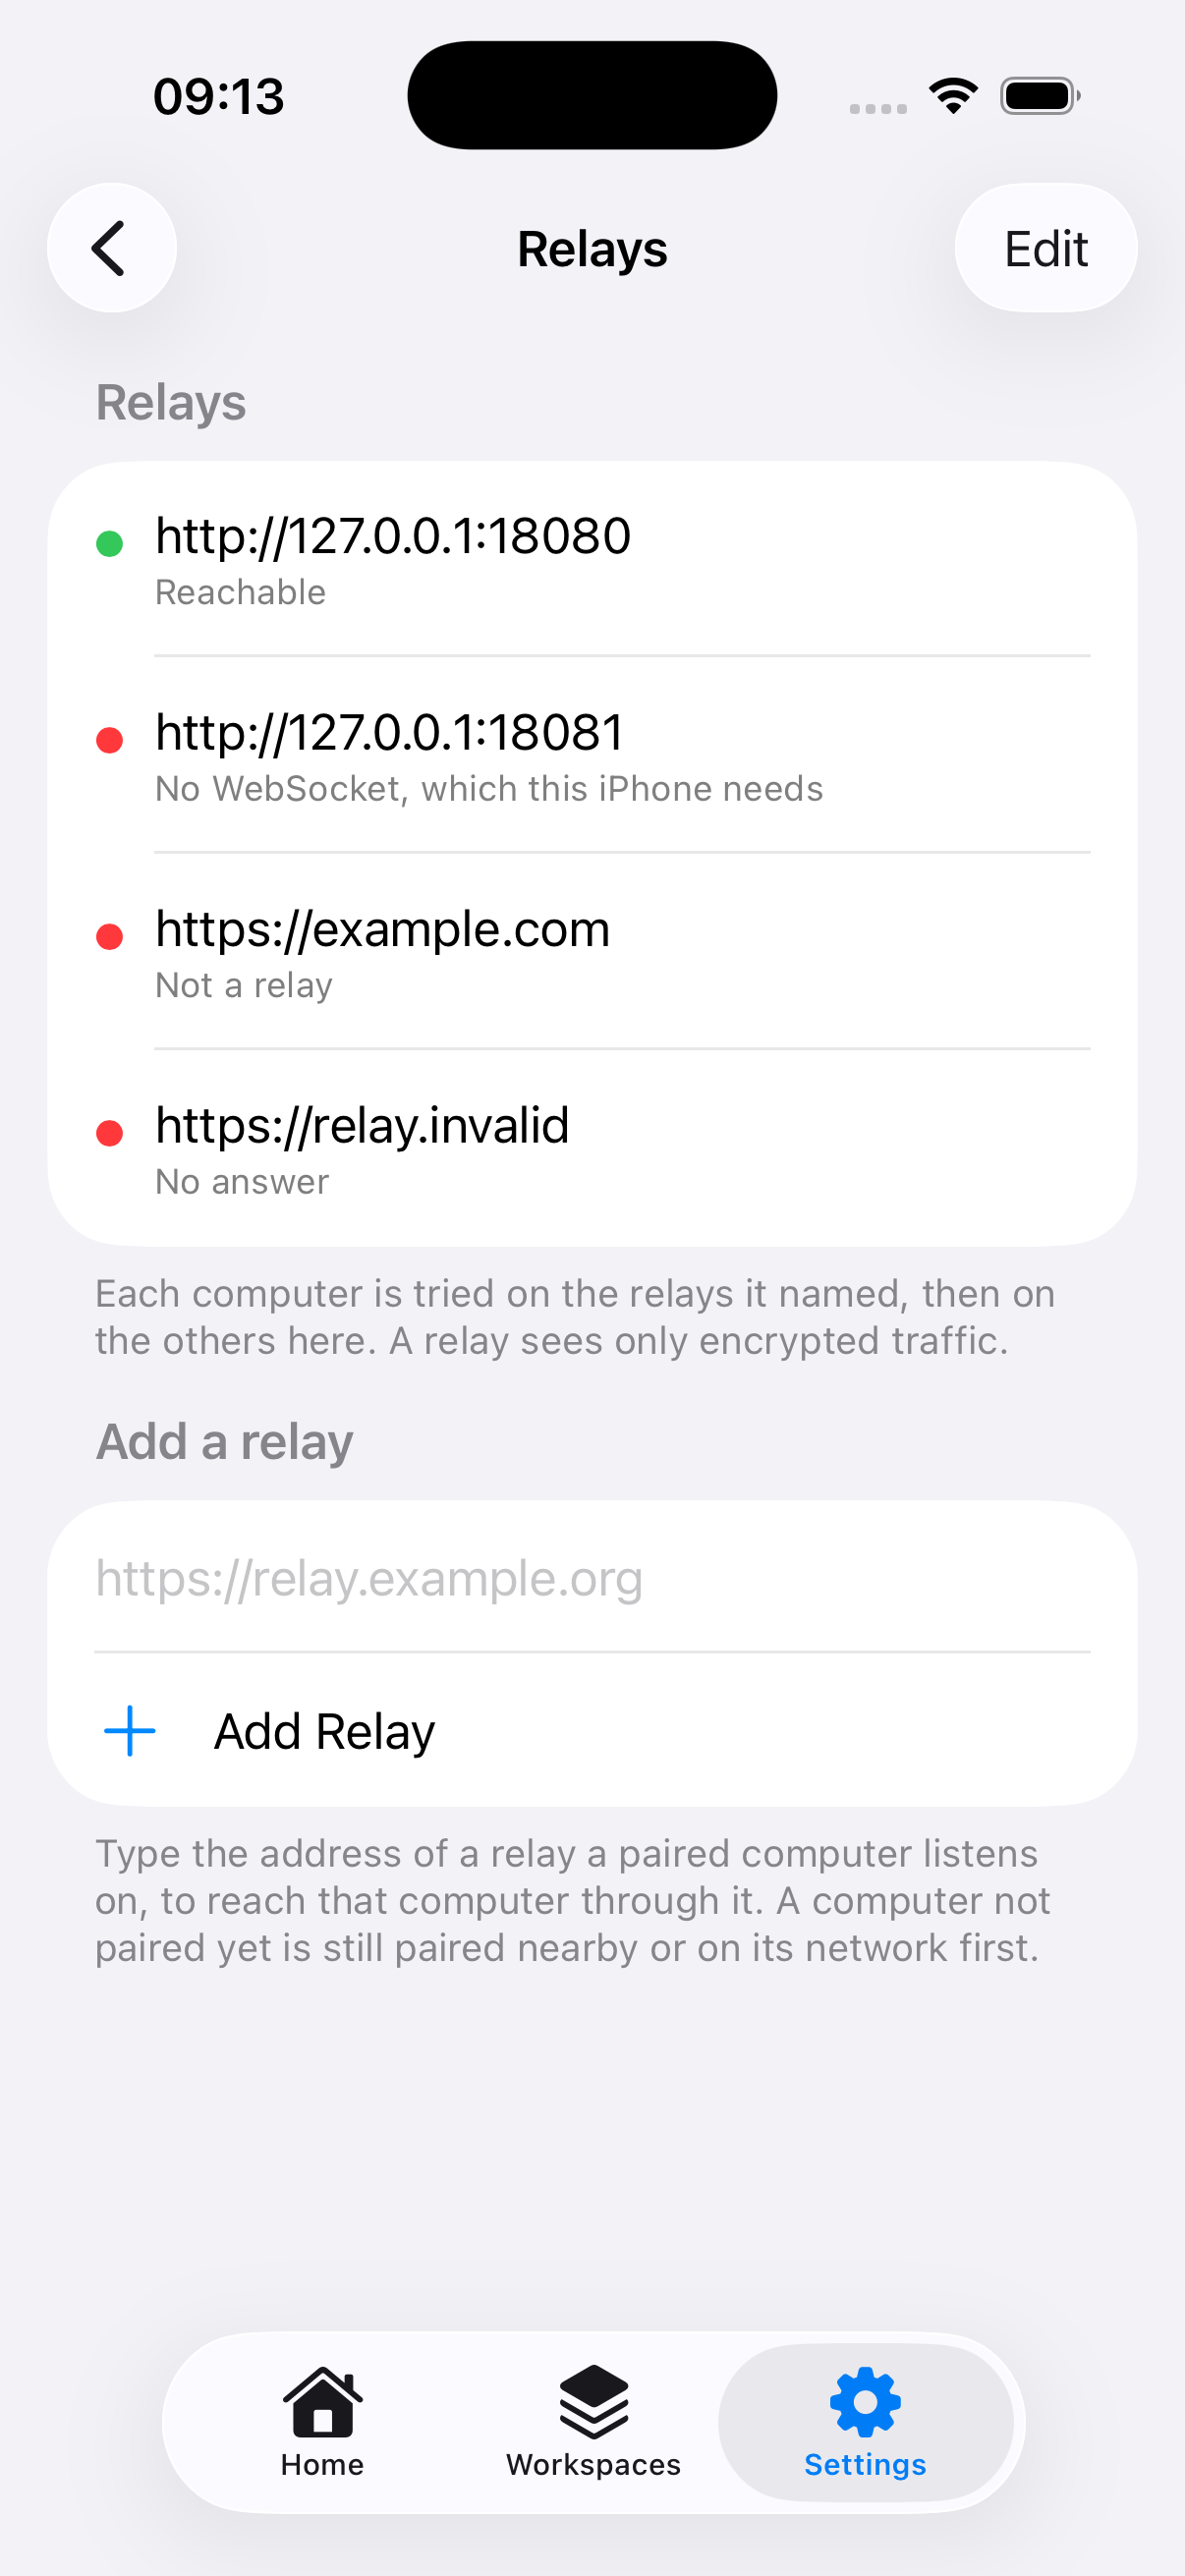 09:13
Relays
Edit
Relays
http://127.0.0.1:18080
Reachable
http://127.0.0.1:18081
No WebSocket, which this iPhone needs
https://example.com
Not a relay
https://relay.invalid
No answer
Each computer is tried on the relays it named, then on
the others here. A relay sees only encrypted traffic.
Add a relay
https://relay.example.org
Add Relay
Type the address of a relay a paired computer listens
on, to reach that computer through it. A computer not
paired yet is still paired nearby or on its network first.
Home
Workspaces
Settings